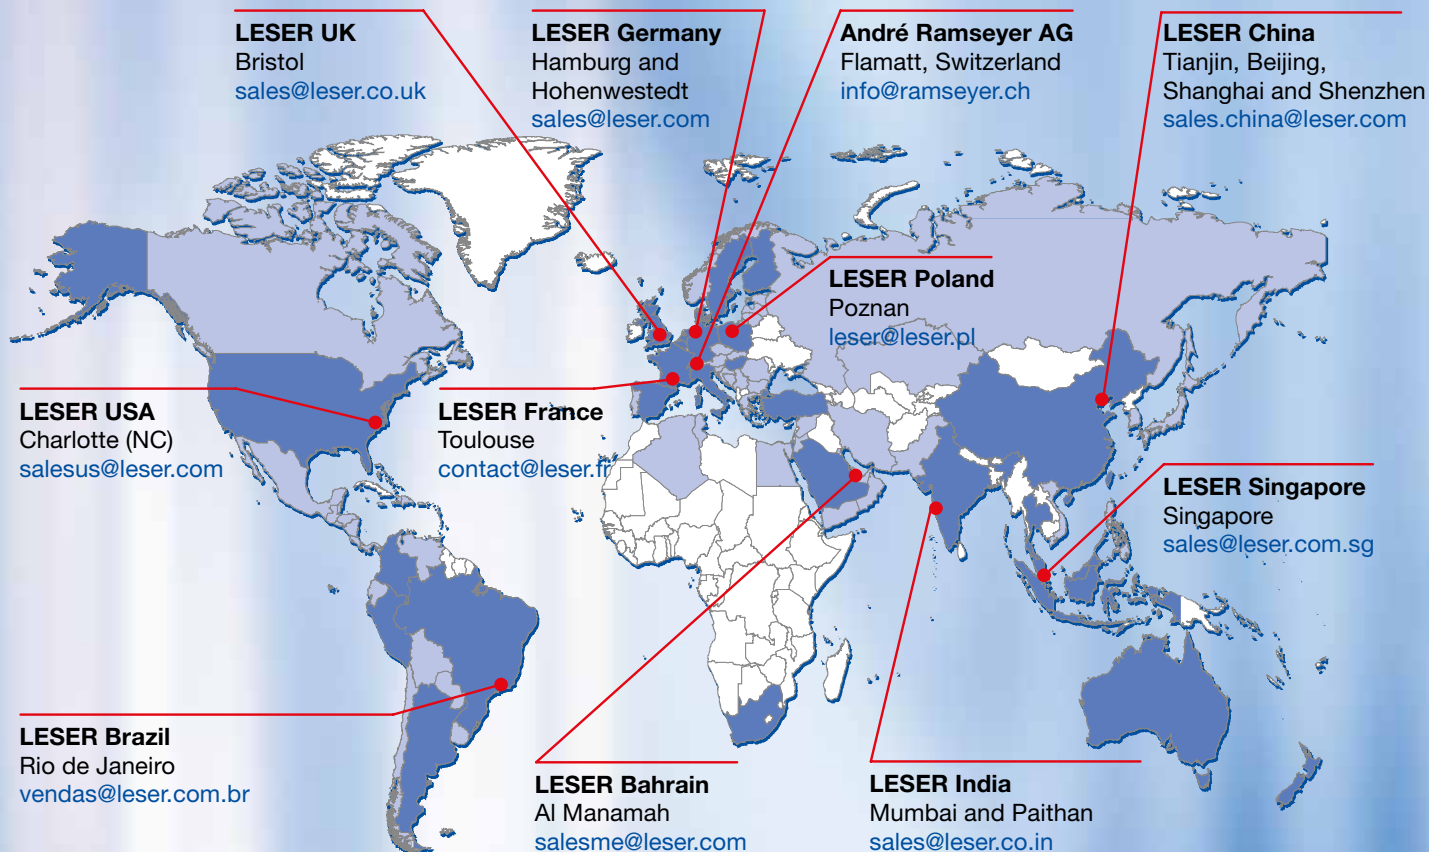 LESER UK
Bristol
sales@leser.co.uk
LESER Germany
Hamburg and
Hohenwestedt
sales@leser.com
André Ramseyer AG
Flamatt, Switzerland
info@ramseyer.ch
LESER China
Tianjin, Beijing,
Shanghai and Shenzhen
sales.china@leser.com
LESER Poland
Poznan
leser@leser.pl
LESER USA
Charlotte (NC)
salesus@leser.com
LESER France
Toulouse
contact@leser.fr
LESER Singapore
Singapore
sales@leser.com.sg
LESER Brazil
Rio de Janeiro
vendas@leser.com.br
LESER Bahrain
Al Manamah
salesme@leser.com
LESER India
Mumbai and Paithan
sales@leser.co.in